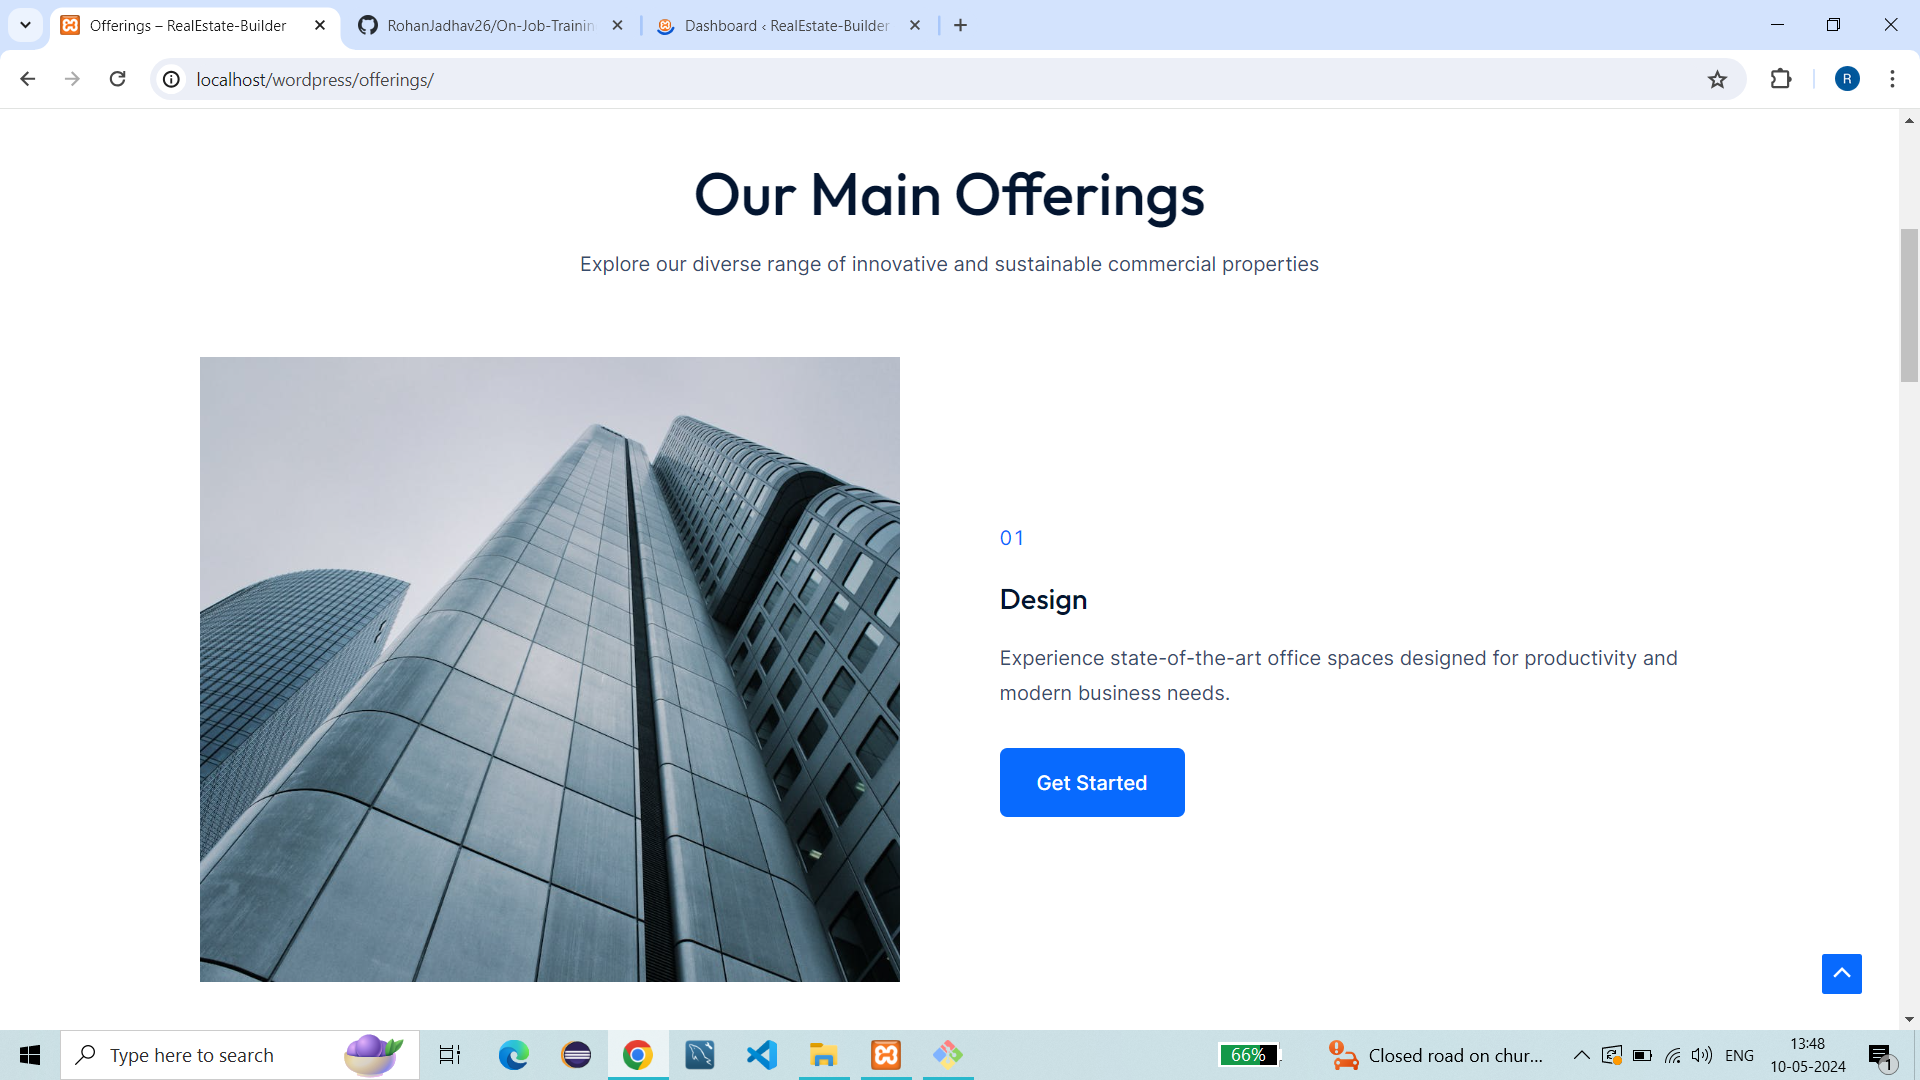 Offerings – RealEstate-Builder
RohanJadhav26/On-Job-Trainin
Dashboard ‹ RealEstate-Builder
localhost/wordpress/offerings/
R
Our Main Offerings
Explore our diverse range of innovative and sustainable commercial properties
01
Design
Experience state-of-the-art office spaces designed for productivity and
modern business needs.
Get Started
Type here to search
66%
Closed road on chur...
ENG
13:48
10-05-2024
1